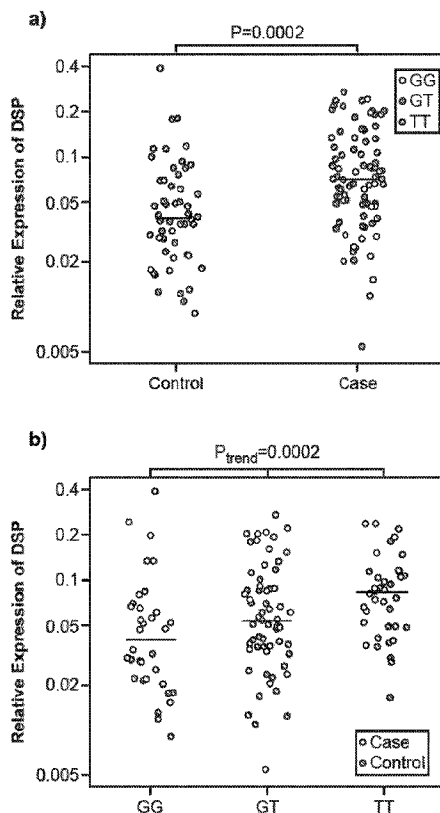 a)
P=0.0002
0.4
0.2
0.1
0.05
0.02
0.005
Relative Expression of DSP
GG
GT
TT
Control
Case
b)
Ptrend=0.0002
0.4
0.2
0.1
0.05
0.02
0.005
Relative Expression of DSP
Case
Control
GG
GT
TT